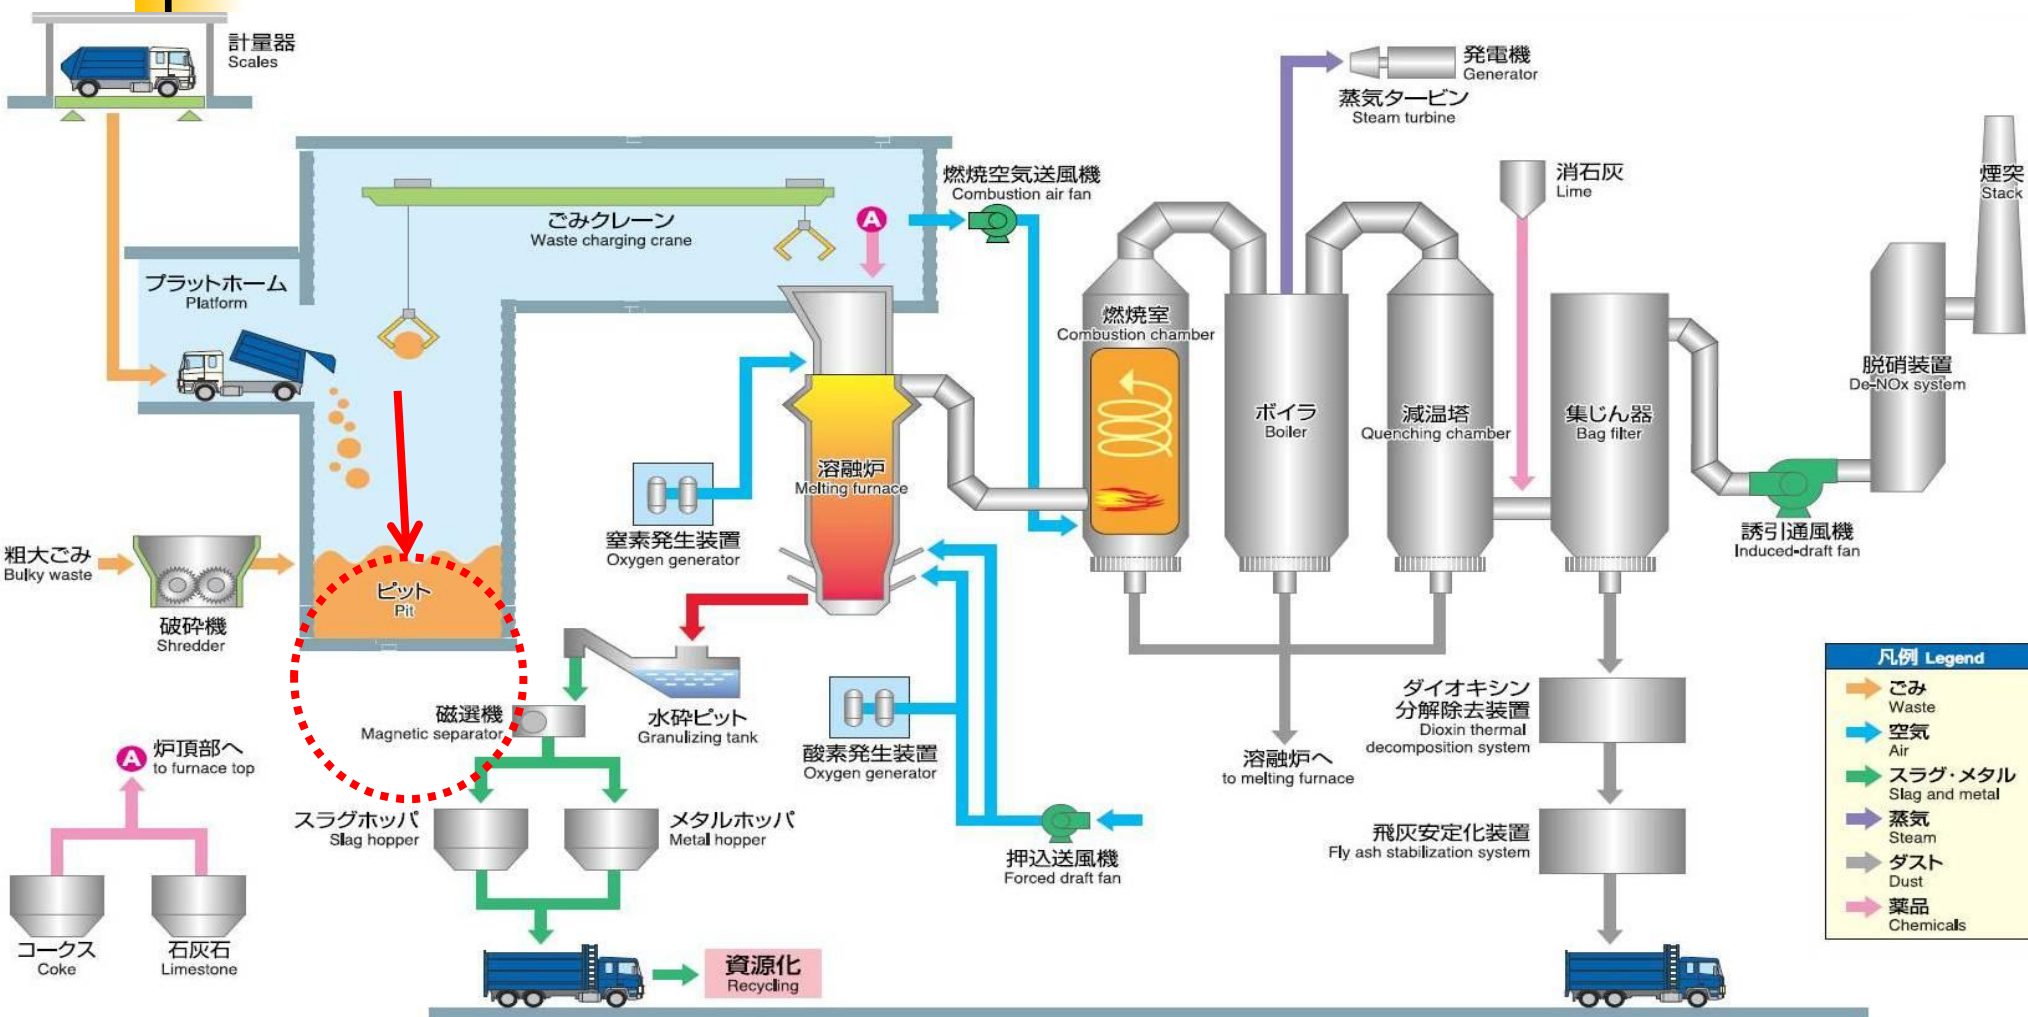 計量器
Scales
発電機
Generator
蒸気タービン
Steam turbine
燃焼空気送風機
Combustion air fan
消石灰
Lime
煙突
Stack
ごみクレーン
Waste charging crane
A
プラットホーム
Platform
燃焼室
Combustion chamber
脱硝装置
De-NOx system
ボイラ
Boiler
減温塔
Quenching chamber
集じん器
Bag filter
溶融炉
Melting furnace
窒素発生装置
Oxygen generator
誘引通風機
Induced-draft fan
粗大ごみ
Bulky waste
ピット
Pit
破砕機
Shredder
磁選機
Magnetic separator
水砕ピット
Granulizing tank
酸素発生装置
Oxygen generator
溶融炉へ
to melting furnace
ダイオキシン
分解除去装置
Dioxin thermal
decomposition system
A
炉頂部へ
to furnace top
スラグホッパ
Slag hopper
メタルホッパ
Metal hopper
押込送風機
Forced draft fan
飛灰安定化装置
Fly ash stabilization system
コークス
Coke
石灰石
Limestone
資源化
Recycling
凡例 Legend
ごみ
Waste
空気
Air
スラグ・メタル
Slag and metal
蒸気
Steam
ダスト
Dust
薬品
Chemicals